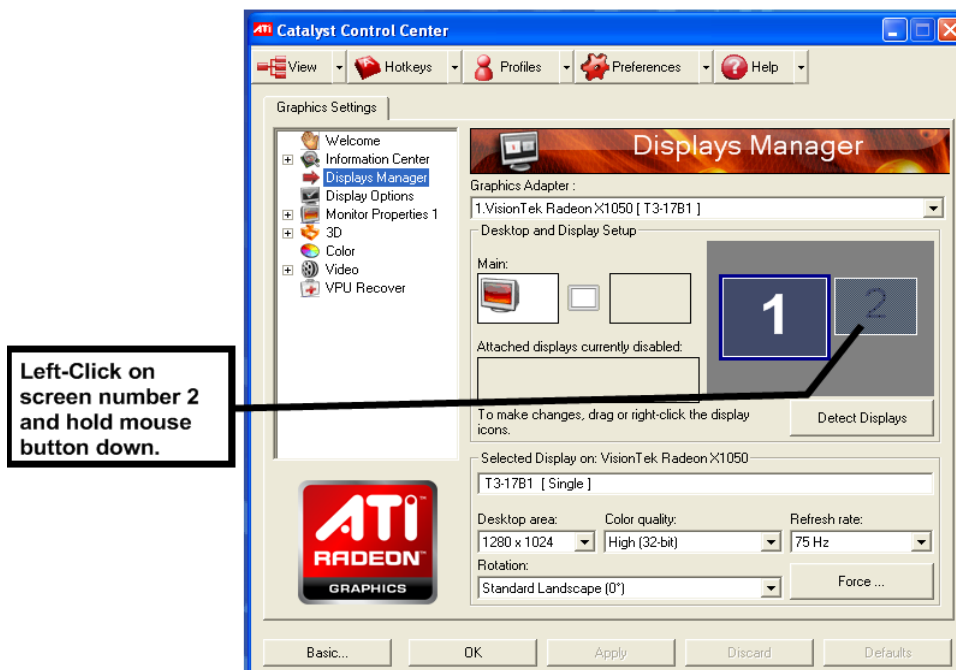 ATI Catalyst Control Center
View
Hotkeys
Profiles
Preferences
Help
Graphics Settings
Welcome
Information Center
Displays Manager
Display Options
Monitor Properties 1
3D
Color
Video
VPU Recover
Displays Manager
Graphics Adapter :
1.VisionTek Radeon X1050 [ T3-17B1 ]
Desktop and Display Setup
Main:
1
2
Attached displays currently disabled:
To make changes, drag or right-click the display
icons.
Detect Displays
Left-Click on
screen number 2
and hold mouse
button down.
Selected Display on: VisionTek Radeon X1050
T3-17B1 [ Single ]
Desktop area:
Color quality:
Refresh rate:
1280 x 1024
High (32-bit)
75 Hz
Rotation:
Standard Landscape (0°)
Force ...
ATI
RADEON™
GRAPHICS
Basic...
OK
Apply
Discard
Defaults